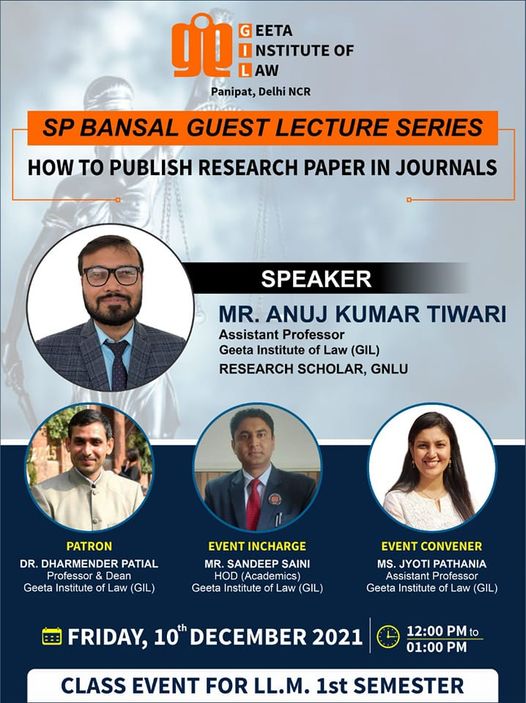 GEETA
INSTITUTE OF
LAW
Panipat, Delhi NCR
SP BANSAL GUEST LECTURE SERIES
HOW TO PUBLISH RESEARCH PAPER IN JOURNALS
SPEAKER
MR. ANUJ KUMAR TIWARI
Assistant Professor
Geeta Institute of Law (GIL)
RESEARCH SCHOLAR, GNLU
PATRON
DR. DHARMENDER PATIAL
Professor & Dean
Geeta Institute of Law (GIL)
EVENT INCHARGE
MR. SANDEEP SAINI
HOD (Academics)
Geeta Institute of Law (GIL)
EVENT CONVENER
MS. JYOTI PATHANIA
Assistant Professor
Geeta Institute of Law (GIL)
FRIDAY, 10th DECEMBER 2021
12:00 PM to
01:00 PM
CLASS EVENT FOR LL.M. 1st SEMESTER